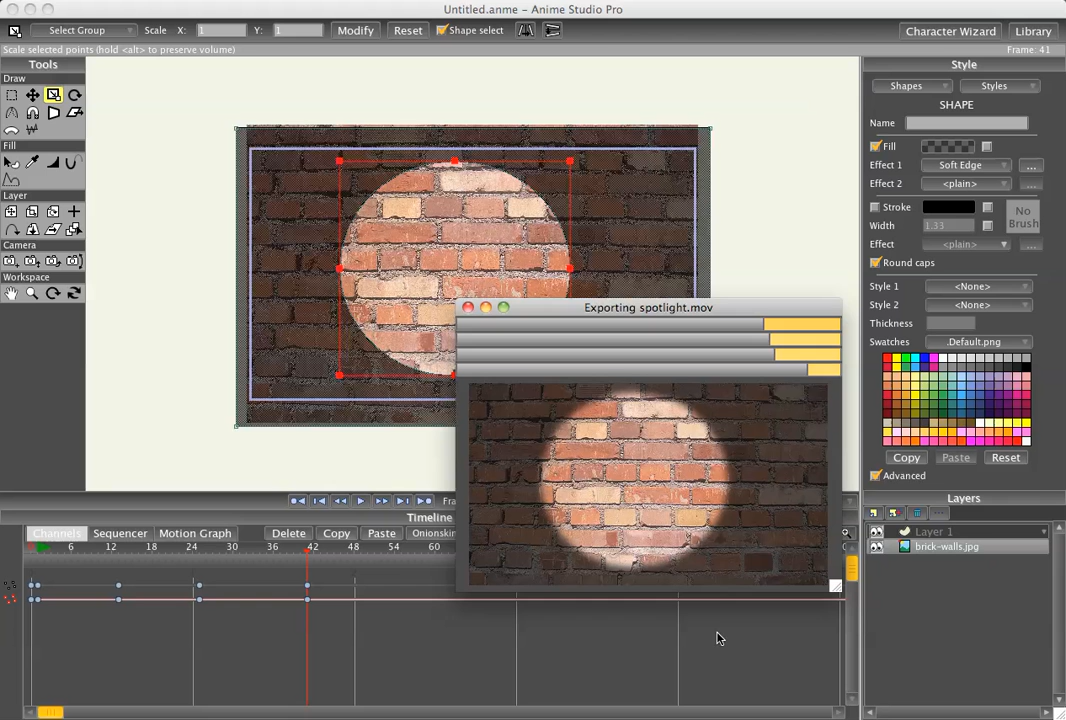 Untitled.anme – Anime Studio Pro
Select Group Scale X: 1 Y: 1 Modify Reset Shape select Character Wizard Library
Scale selected points (hold <alt> to preserve volume) Frame: 41
Tools
Draw
Fill
Layer
Camera
Workspace
Style
Shapes Styles
SHAPE
Name
Fill
Effect 1 Soft Edge ...
Effect 2 <plain> ...
Stroke
No Brush
Width 1.33
Effect <plain> ...
Round caps
Style 1 <None>
Style 2 <None>
Thickness
Swatches .Default.png
Copy Paste Reset
Advanced
Layers
Layer 1
brick-walls.jpg
Exporting spotlight.mov
Fra
Timeline
Channels Sequencer Motion Graph Delete Copy Paste Onionskin
6 12 18 24 30 36 42 48 54 60